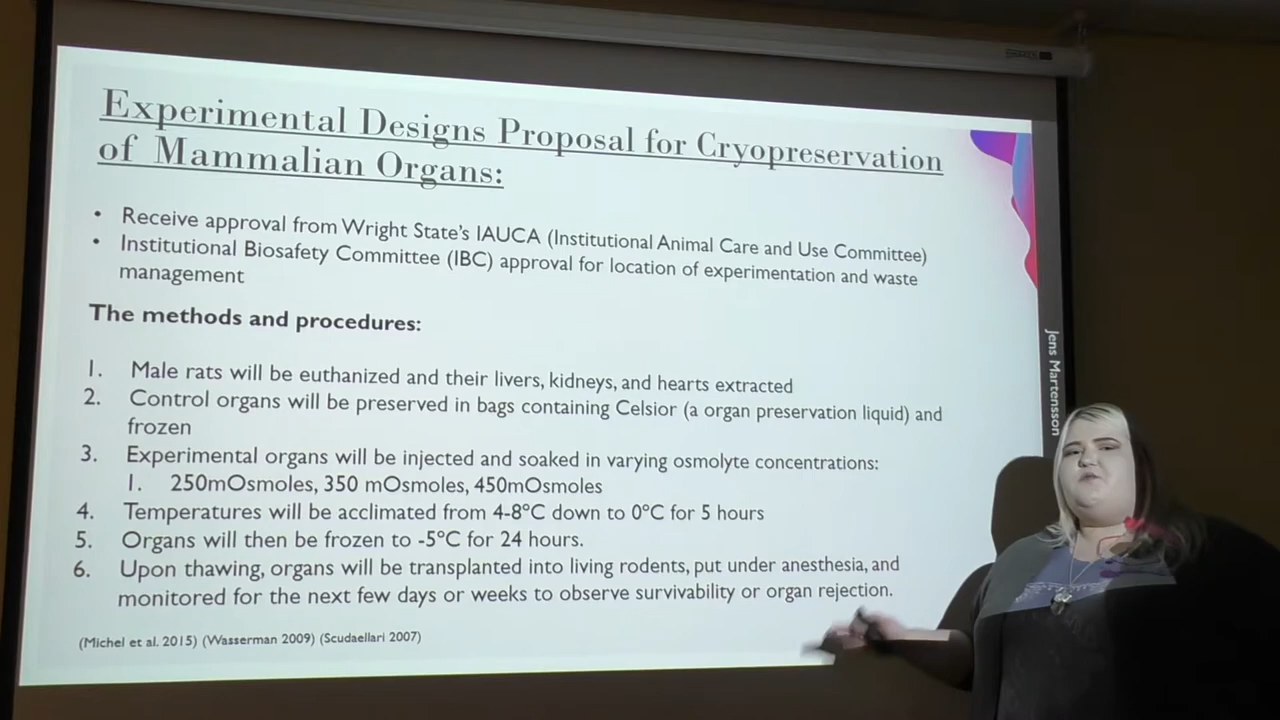 Experimental Designs Proposal for Cryopreservation
of Mammalian Organs:
• Receive approval from Wright State's IAUCA (Institutional Animal Care and Use Committee)
• Institutional Biosafety Committee (IBC) approval for location of experimentation and waste
management
The methods and procedures:
1. Male rats will be euthanized and their livers, kidneys, and hearts extracted
2. Control organs will be preserved in bags containing Celsior (a organ preservation liquid) and
frozen
3. Experimental organs will be injected and soaked in varying osmolyte concentrations:
1. 250mOsmoles, 350 mOsmoles, 450mOsmoles
4. Temperatures will be acclimated from 4-8°C down to 0°C for 5 hours
5. Organs will then be frozen to -5°C for 24 hours.
6. Upon thawing, organs will be transplanted into living rodents, put under anesthesia, and
monitored for the next few days or weeks to observe survivability or organ rejection.
(Michel et al. 2015) (Wasserman 2009) (Scudaellari 2007)
Jens Martensson